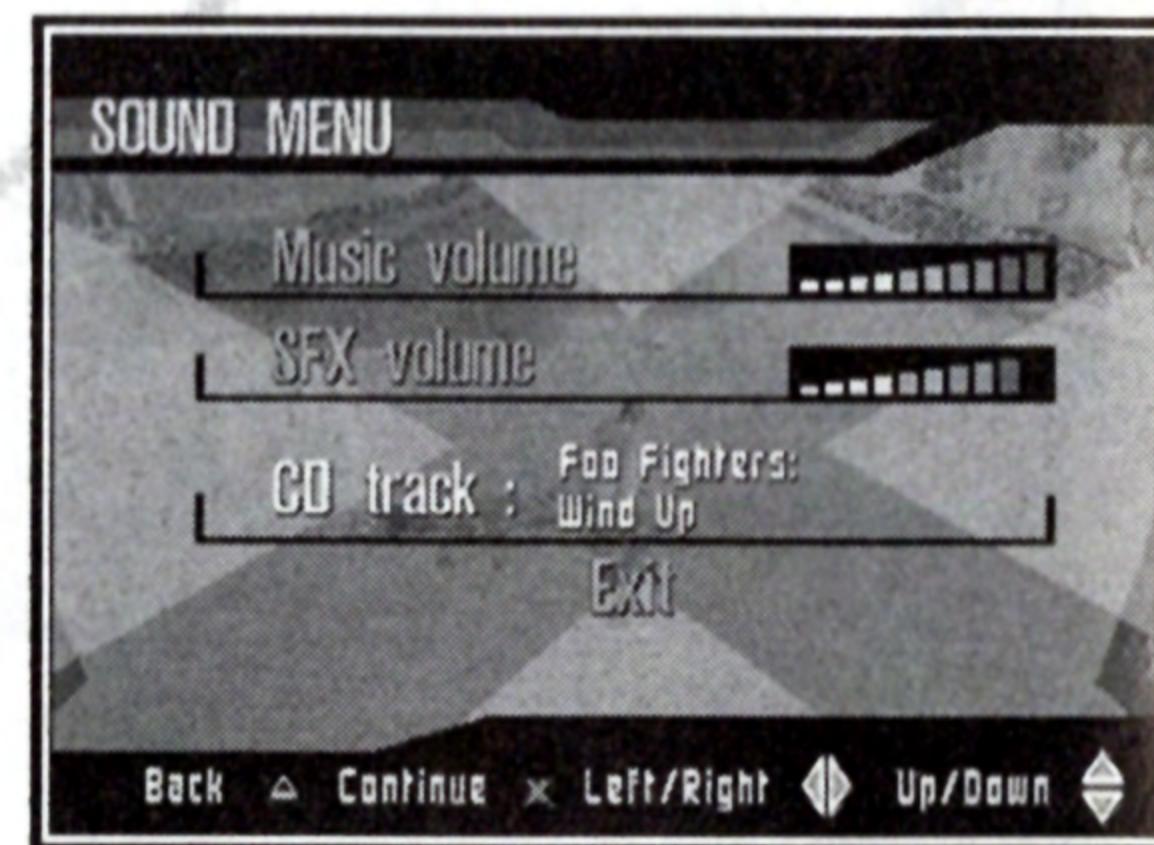 SOUND MENU
Music volume
SFX volume
CD track : Foo Fighters:
Wind Up
Exit
Back Continue Left/Right Up/Down